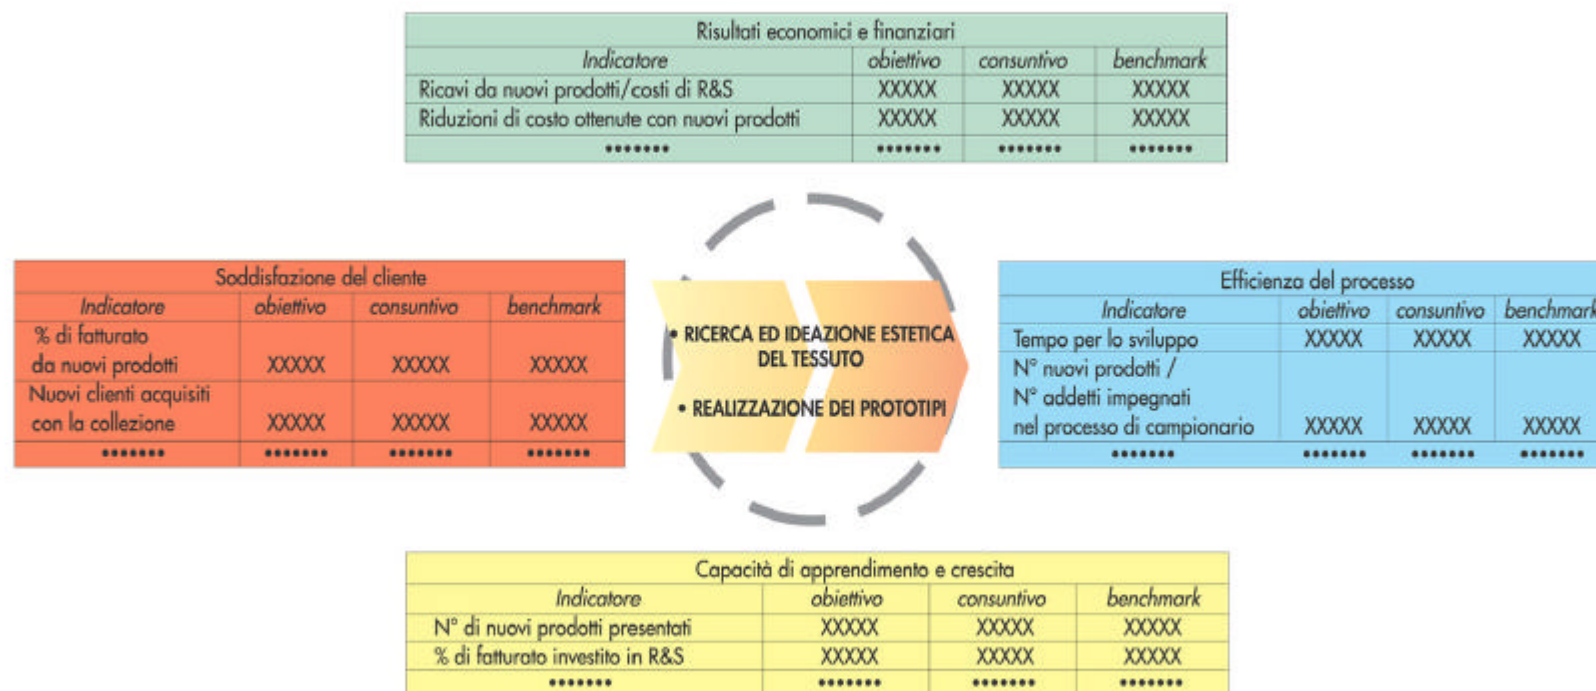 Risultati economici e finanziari
Indicatore obiettivo consuntivo benchmark
Ricavi da nuovi prodotti/costi di R&S XXXXX XXXXX XXXXX
Riduzioni di costo ottenute con nuovi prodotti XXXXX XXXXX XXXXX
••••••• ••••••• ••••••• •••••••
Soddisfazione del cliente
Indicatore obiettivo consuntivo benchmark
% di fatturato
da nuovi prodotti XXXXX XXXXX XXXXX
Nuovi clienti acquisiti
con la collezione XXXXX XXXXX XXXXX
••••••• ••••••• ••••••• •••••••
• RICERCA ED IDEAZIONE ESTETICA
DEL TESSUTO
• REALIZZAZIONE DEI PROTOTIPI
Efficienza del processo
Indicatore obiettivo consuntivo benchmark
Tempo per lo sviluppo XXXXX XXXXX XXXXX
N° nuovi prodotti /
N° addetti impegnati
nel processo di campionario XXXXX XXXXX XXXXX
••••••• ••••••• ••••••• •••••••
Capacità di apprendimento e crescita
Indicatore obiettivo consuntivo benchmark
N° di nuovi prodotti presentati XXXXX XXXXX XXXXX
% di fatturato investito in R&S XXXXX XXXXX XXXXX
••••••• ••••••• ••••••• •••••••